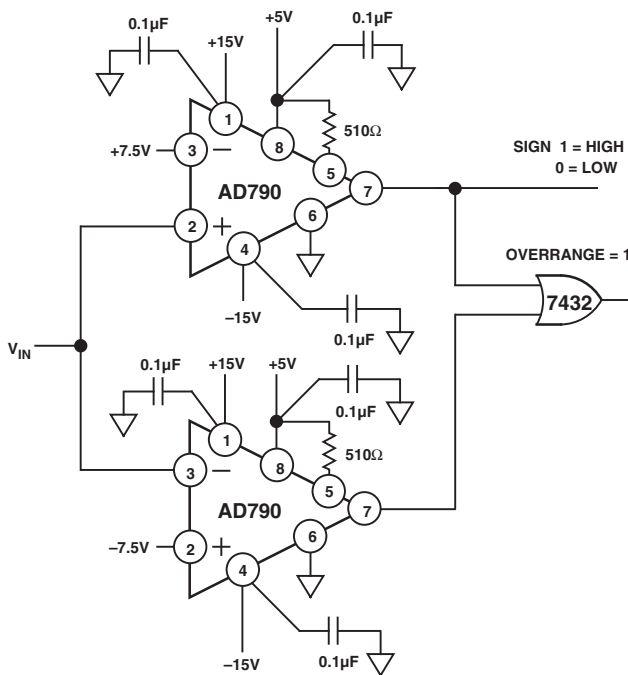 0.1µF
+15V
+5V
0.1µF
1
8
510Ω
+7.5V
3
−
5
SIGN 1 = HIGH
0 = LOW
AD790
7
2
+
6
4
OVERRANGE = 1
7432
–15V
0.1µF
V_IN
0.1µF
+15V
+5V
0.1µF
1
8
510Ω
3
−
5
AD790
7
–7.5V
2
+
6
4
–15V
0.1µF